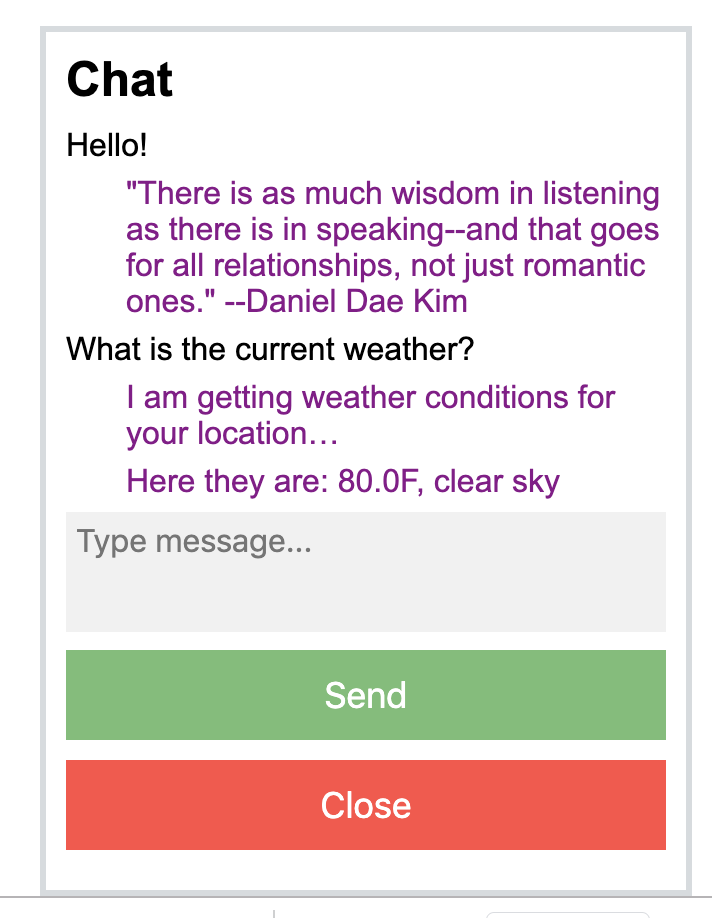 Chat
Hello!
"There is as much wisdom in listening
as there is in speaking--and that goes
for all relationships, not just romantic
ones." --Daniel Dae Kim
What is the current weather?
I am getting weather conditions for
your location…
Here they are: 80.0F, clear sky
Type message...
Send
Close